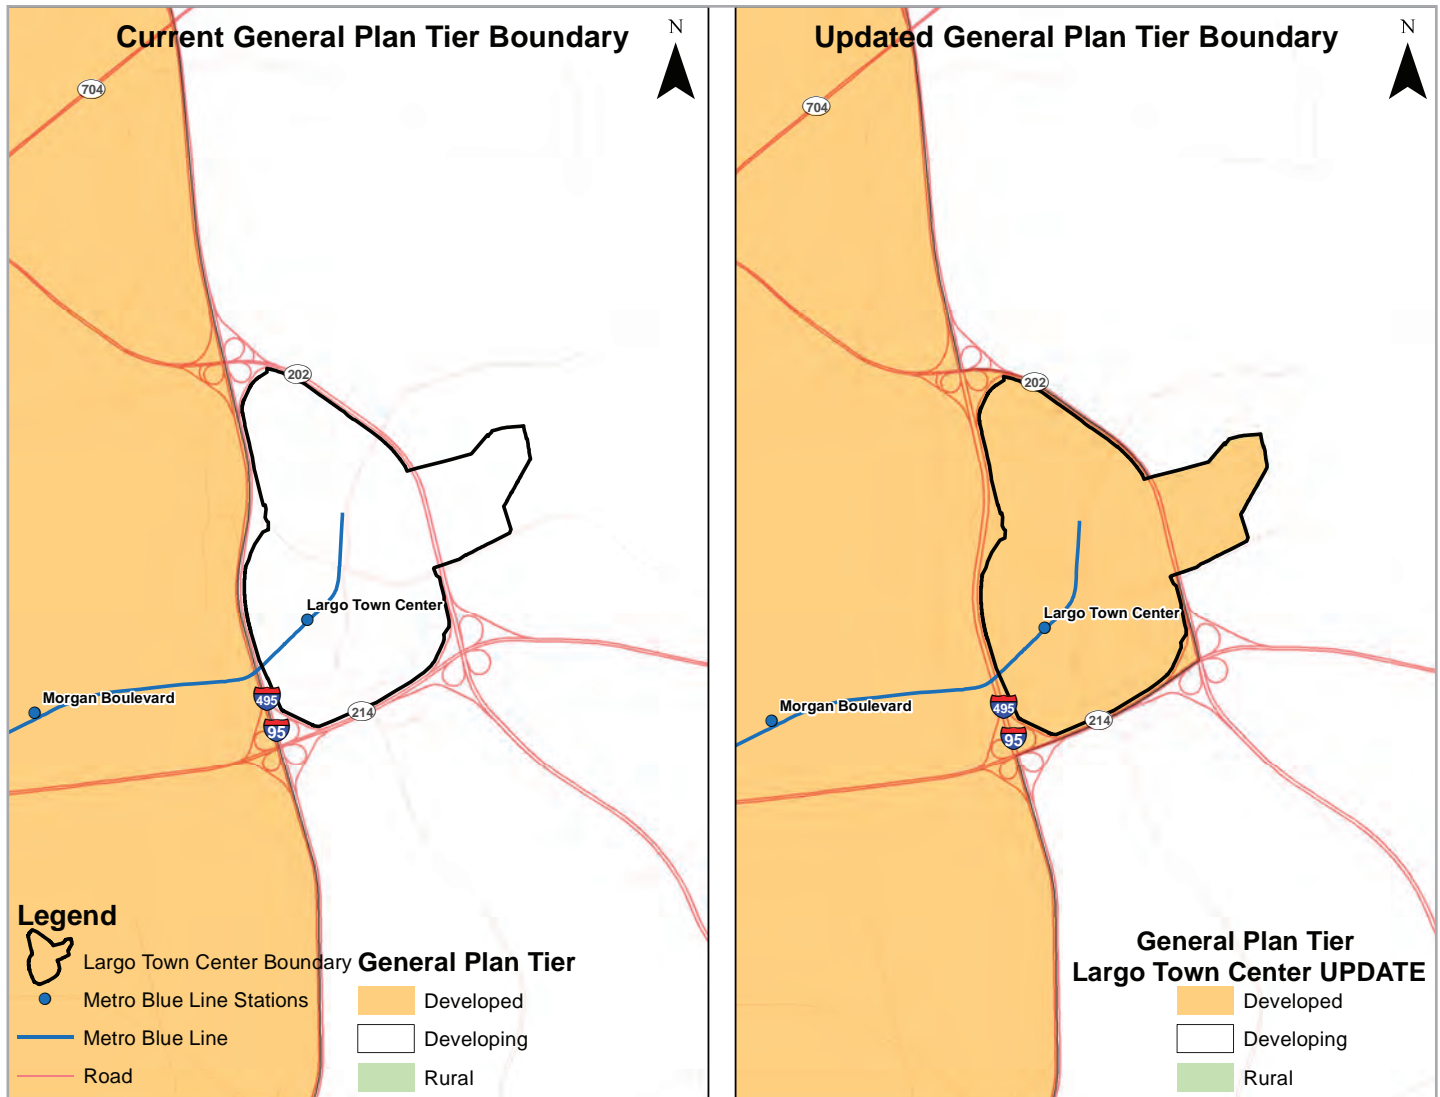 Current General Plan Tier Boundary
N
704
202
Largo Town Center
Morgan Boulevard
495
95
214
Legend
Largo Town Center Boundary
Metro Blue Line Stations
Metro Blue Line
Road
General Plan Tier
Developed
Developing
Rural
Updated General Plan Tier Boundary
N
704
202
Largo Town Center
Morgan Boulevard
495
95
214
General Plan Tier
Largo Town Center UPDATE
Developed
Developing
Rural